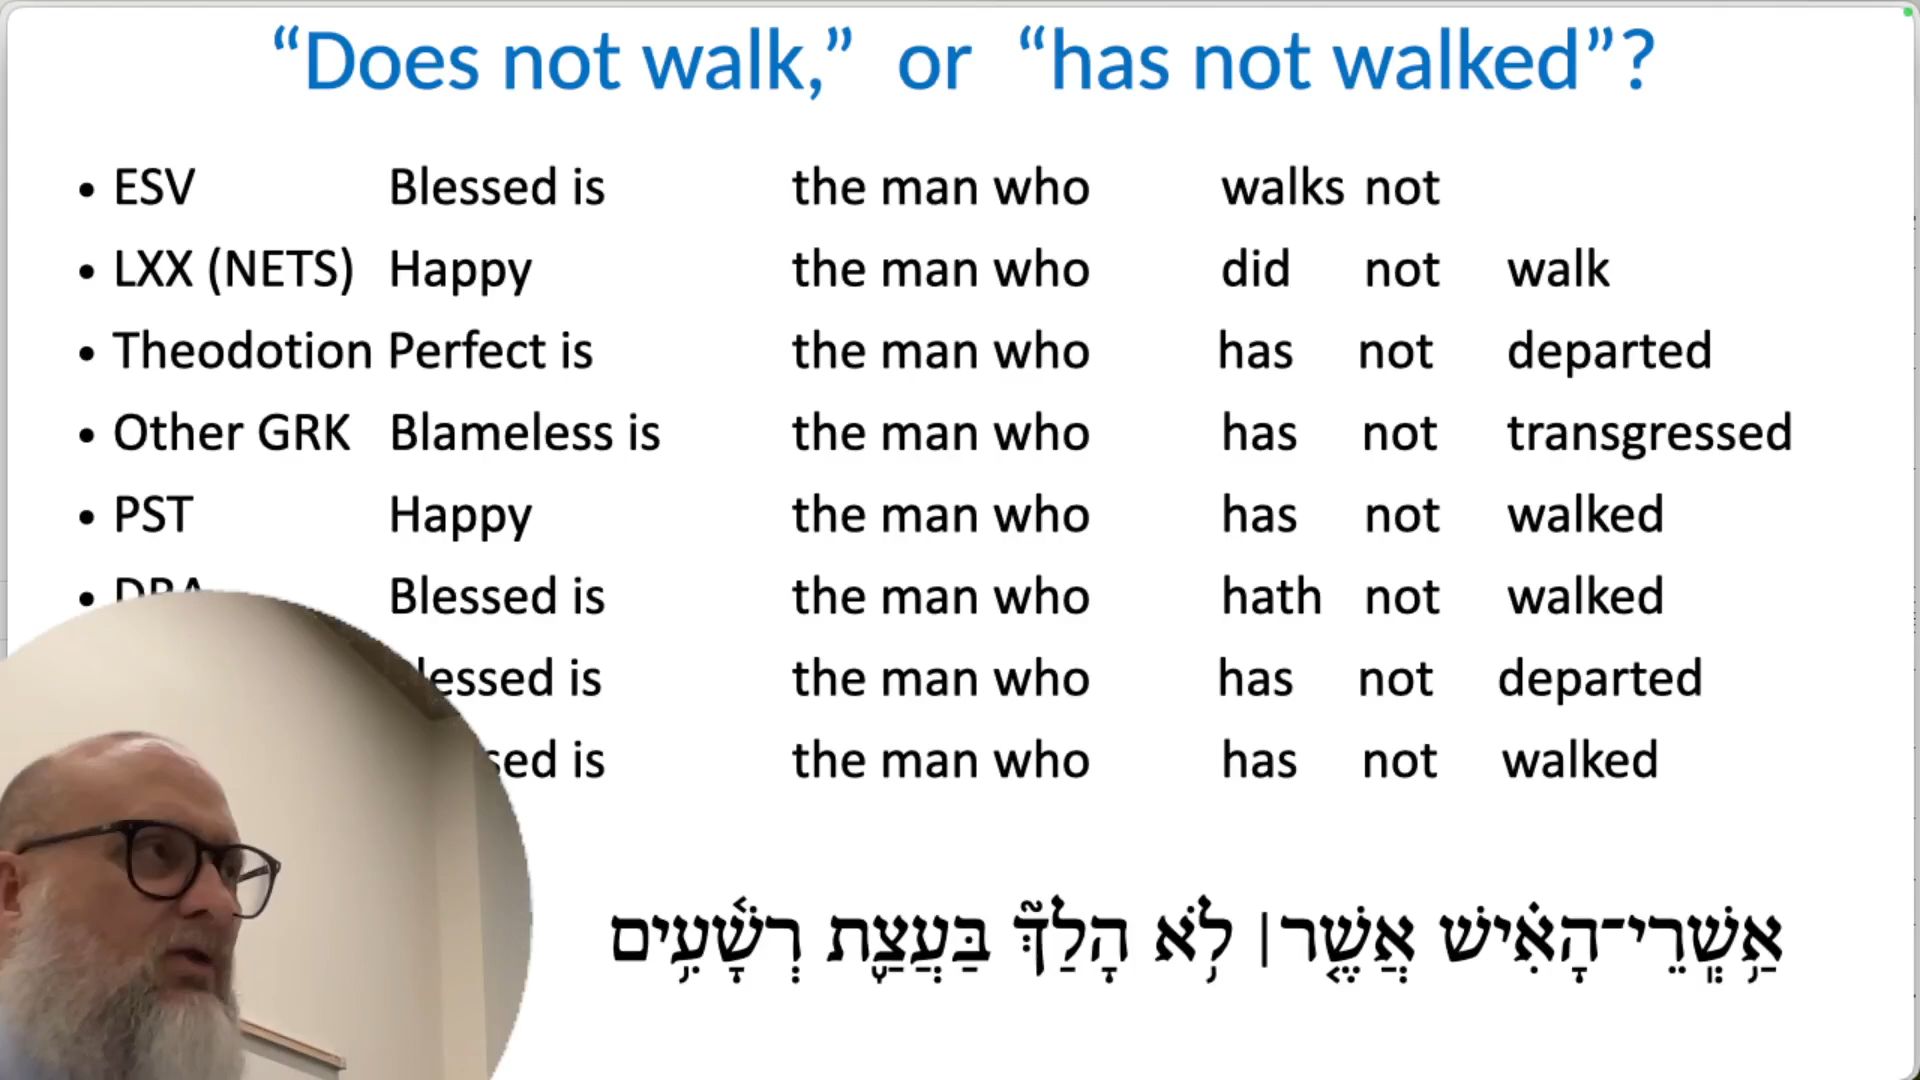 “Does not walk,” or “has not walked”?
• ESV Blessed is the man who walks not
• LXX (NETS) Happy the man who did not walk
• Theodotion Perfect is the man who has not departed
• Other GRK Blameless is the man who has not transgressed
• PST Happy the man who has not walked
• DRA Blessed is the man who hath not walked
is the man who has not departed
is the man who has not walked
אַ֥שְֽׁרֵי־הָאִ֗ישׁ אֲשֶׁ֤ר׀ לֹ֥א הָלַךְ֮ בַּעֲצַ֪ת רְשָׁ֫עִ֥ים